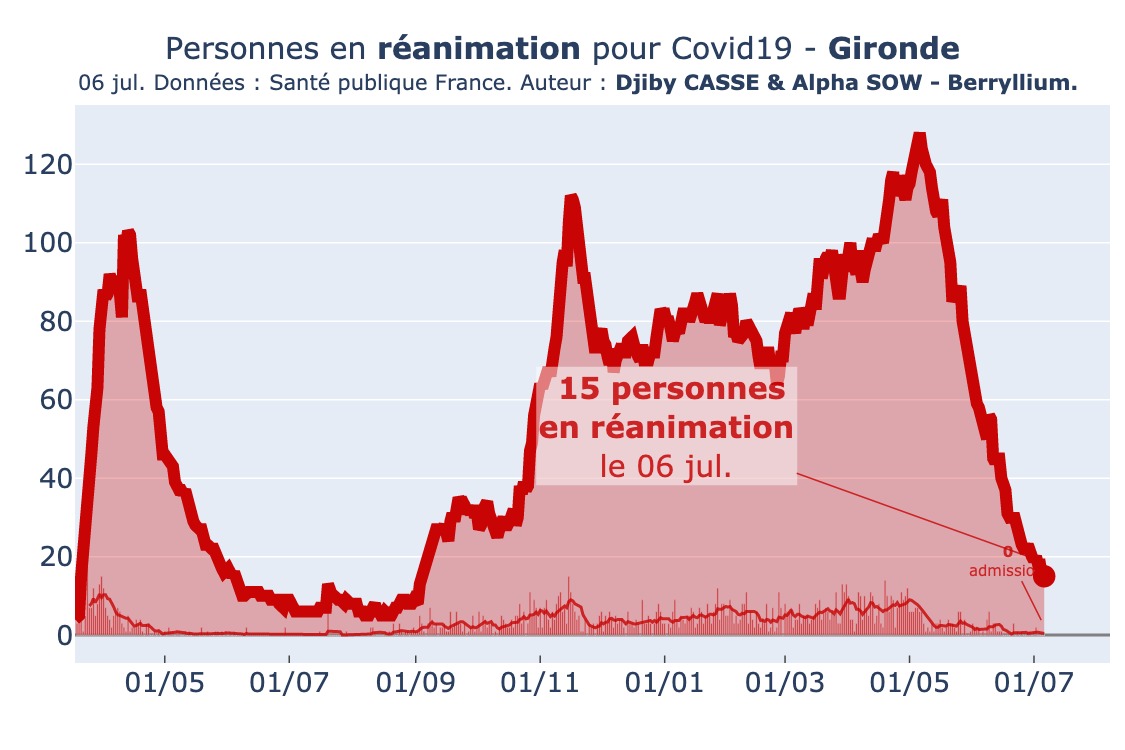 Personnes en réanimation pour Covid19 - Gironde
06 jul. Données : Santé publique France. Auteur : Djiby CASSE & Alpha SOW - Berryllium.
120
100
80
60
40
20
0
15 personnes
en réanimation
le 06 jul.
0
admissio
01/05
01/07
01/09
01/11
01/01
01/03
01/05
01/07